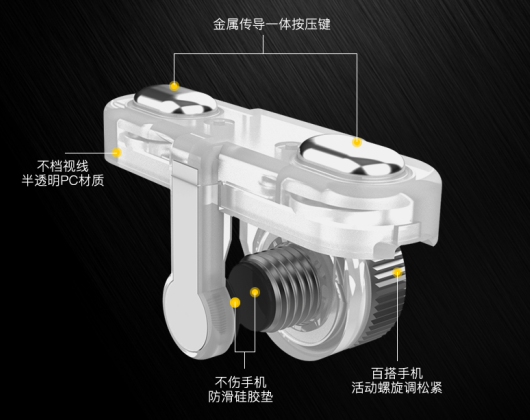 金属传导一体按压键
不档视线
半透明PC材质
不伤手机
防滑硅胶垫
百搭手机
活动螺旋调松紧